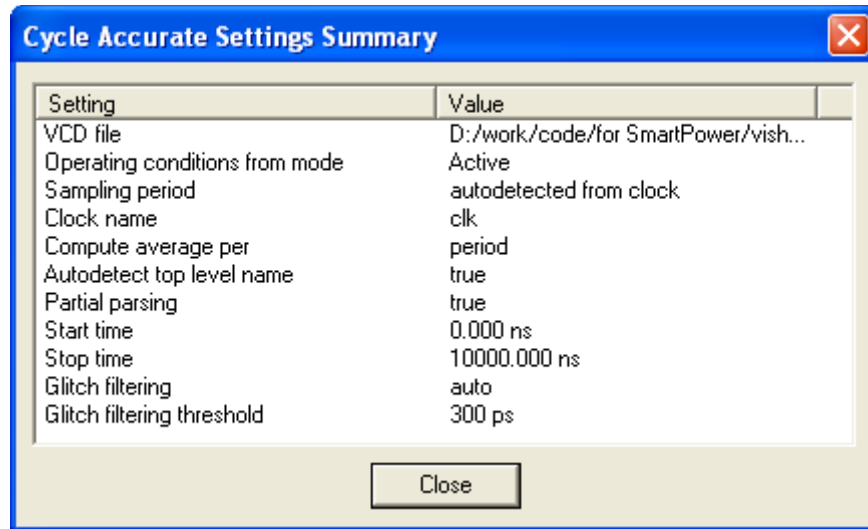 Cycle Accurate Settings Summary
Setting Value
VCD file D:/work/code/for SmartPower/vish...
Operating conditions from mode Active
Sampling period autodetected from clock
Clock name clk
Compute average per period
Autodetect top level name true
Partial parsing true
Start time 0.000 ns
Stop time 10000.000 ns
Glitch filtering auto
Glitch filtering threshold 300 ps
Close